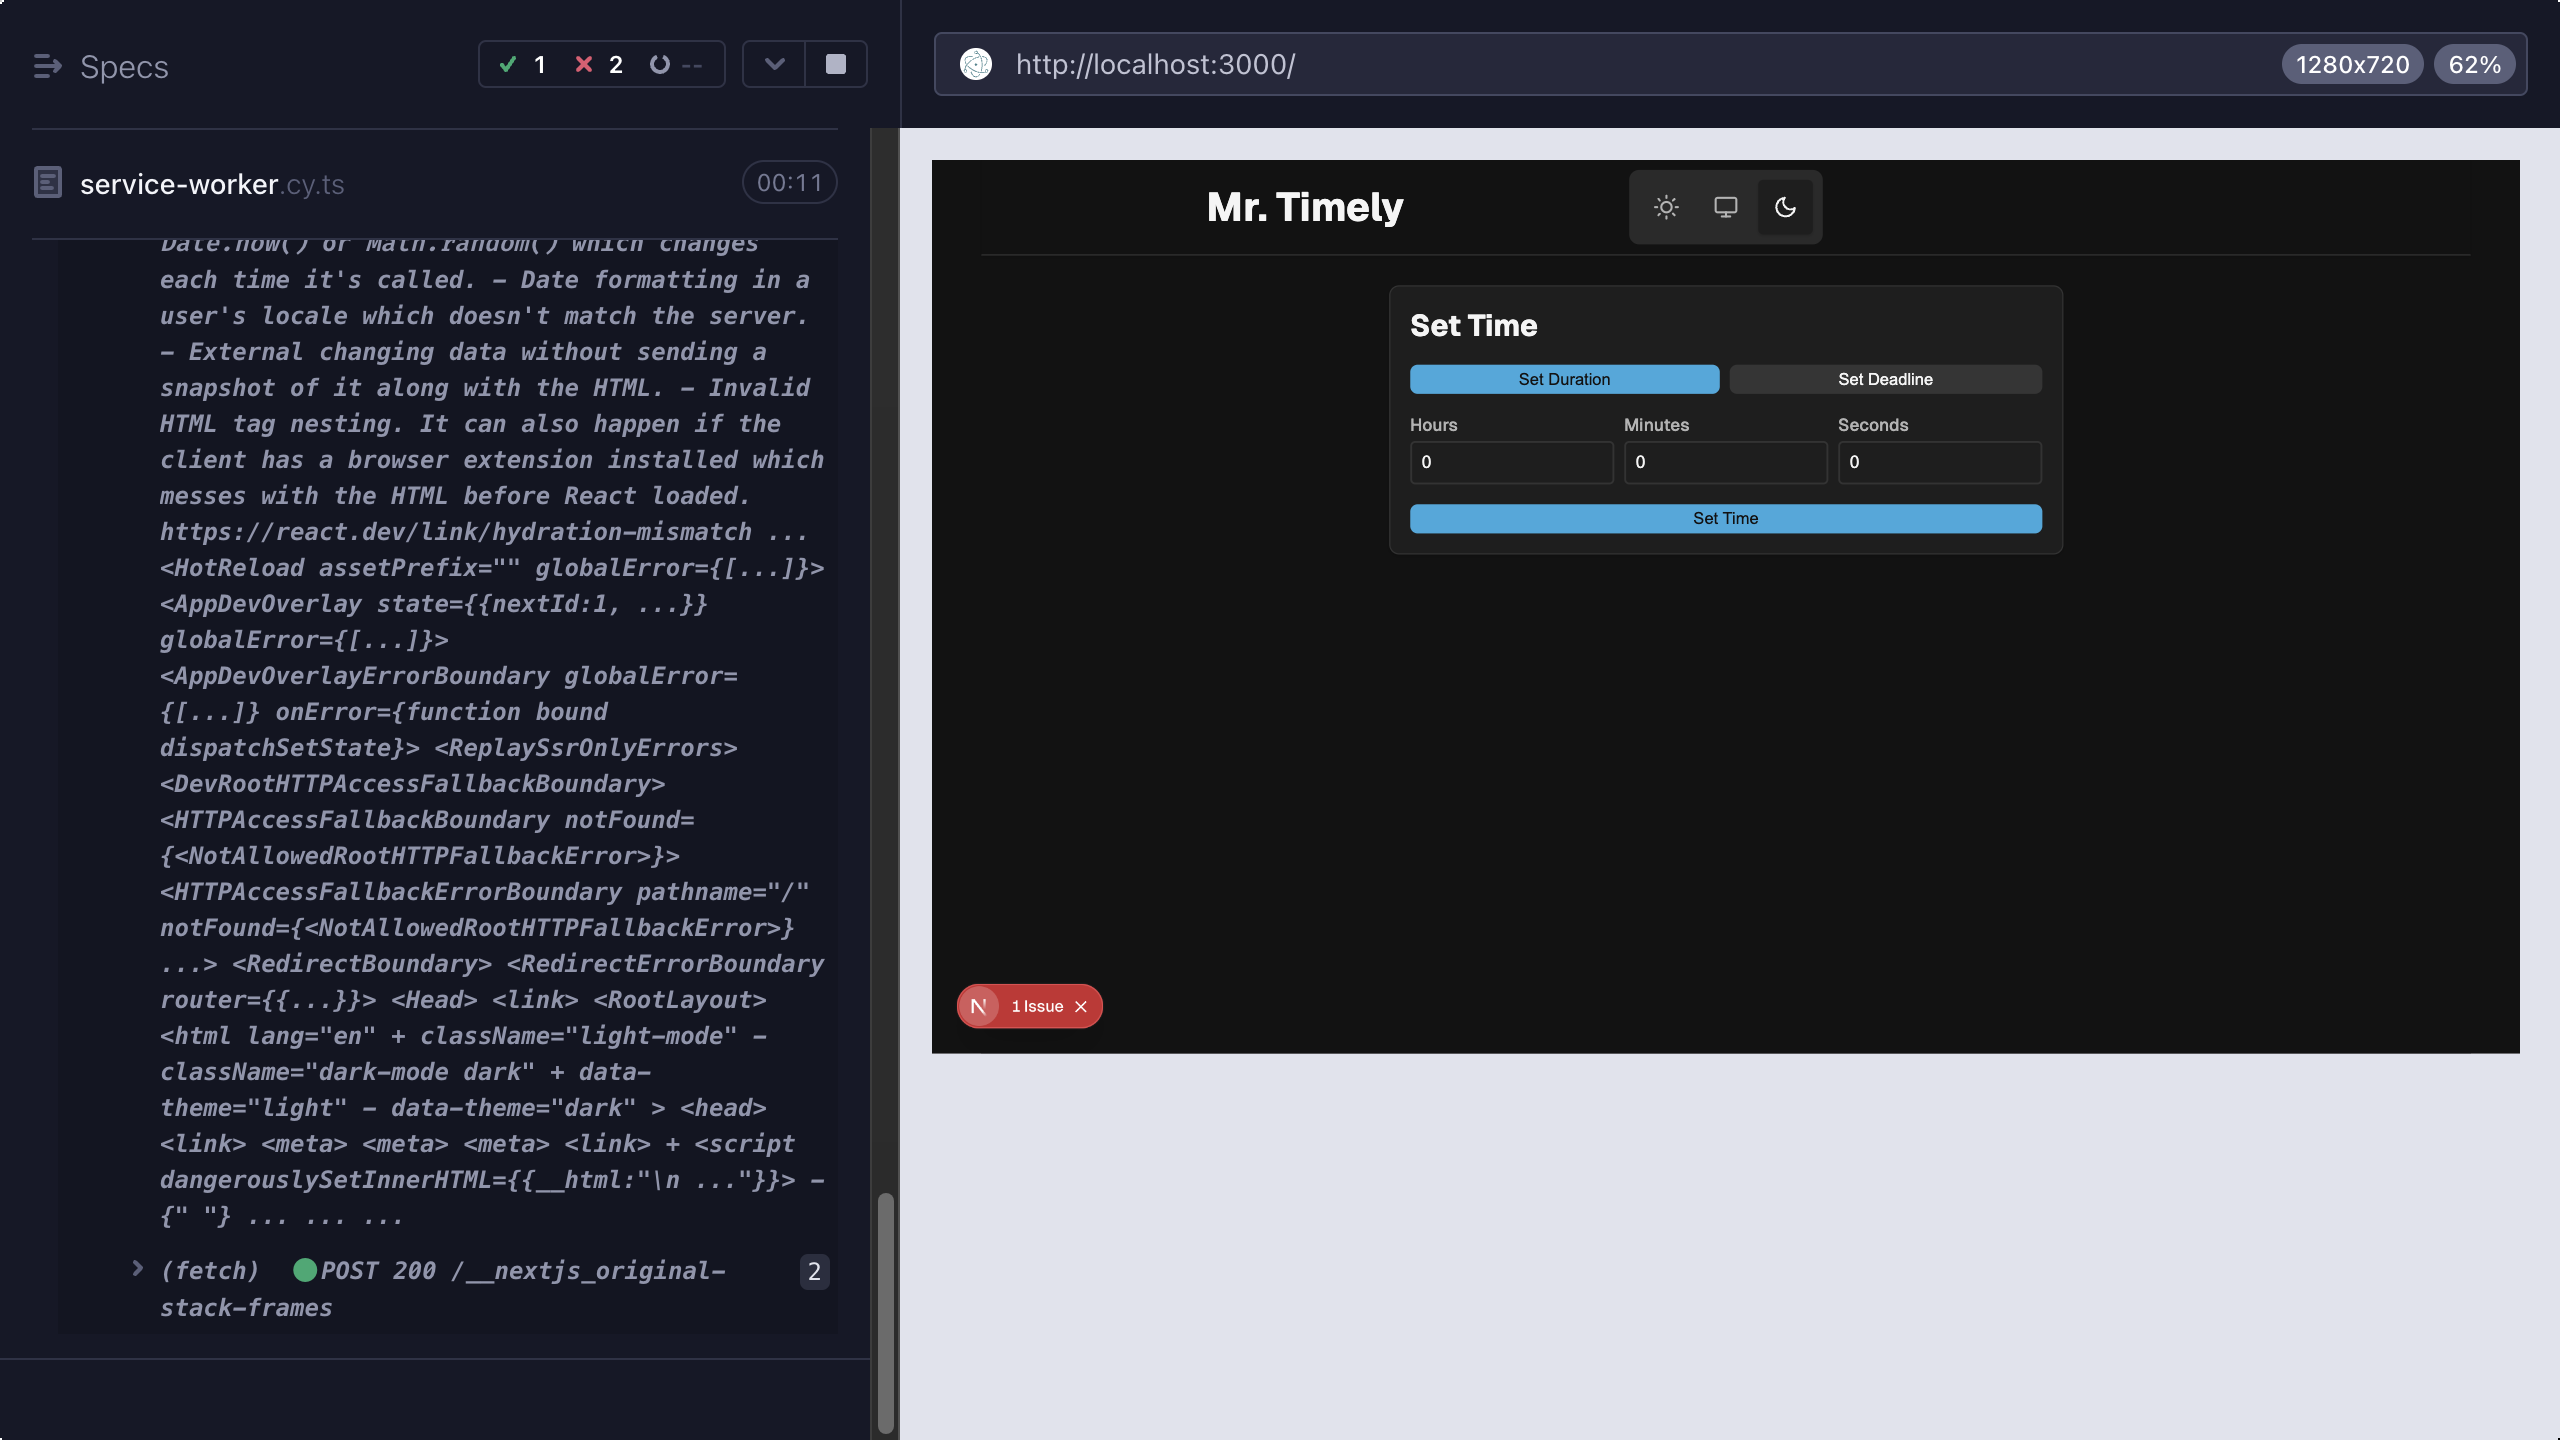 Specs
1
2
--
service-worker.cy.ts
00:11
Date.now() or Math.random() which changes
each time it's called. - Date formatting in a
user's locale which doesn't match the server.
- External changing data without sending a
snapshot of it along with the HTML. - Invalid
HTML tag nesting. It can also happen if the
client has a browser extension installed which
messes with the HTML before React loaded.
https://react.dev/link/hydration-mismatch ...
<HotReload assetPrefix="" globalError={[...]}>
<AppDevOverlay state={{nextId:1, ...}}
globalError={[...]}>
<AppDevOverlayErrorBoundary globalError=
{[...]} onError={function bound
dispatchSetState}> <ReplaySsrOnlyErrors>
<DevRootHTTPAccessFallbackBoundary>
<HTTPAccessFallbackBoundary notFound=
{<NotAllowedRootHTTPFallbackError>}>
<HTTPAccessFallbackErrorBoundary pathname="/"
notFound={<NotAllowedRootHTTPFallbackError>}
...> <RedirectBoundary> <RedirectErrorBoundary
router={{...}}> <Head> <link> <RootLayout>
<html lang="en" + className="light-mode" -
className="dark-mode dark" + data-
theme="light" - data-theme="dark" > <head>
<link> <meta> <meta> <meta> <link> + <script
dangerouslySetInnerHTML={{__html:"\n ..."}}> -
{" "} ... ... ...
(fetch) POST 200 /__nextjs_original-
stack-frames
2
http://localhost:3000/
1280x720
62%
Mr. Timely
Set Time
Set Duration
Set Deadline
Hours
Minutes
Seconds
0
0
0
Set Time
N
1 Issue